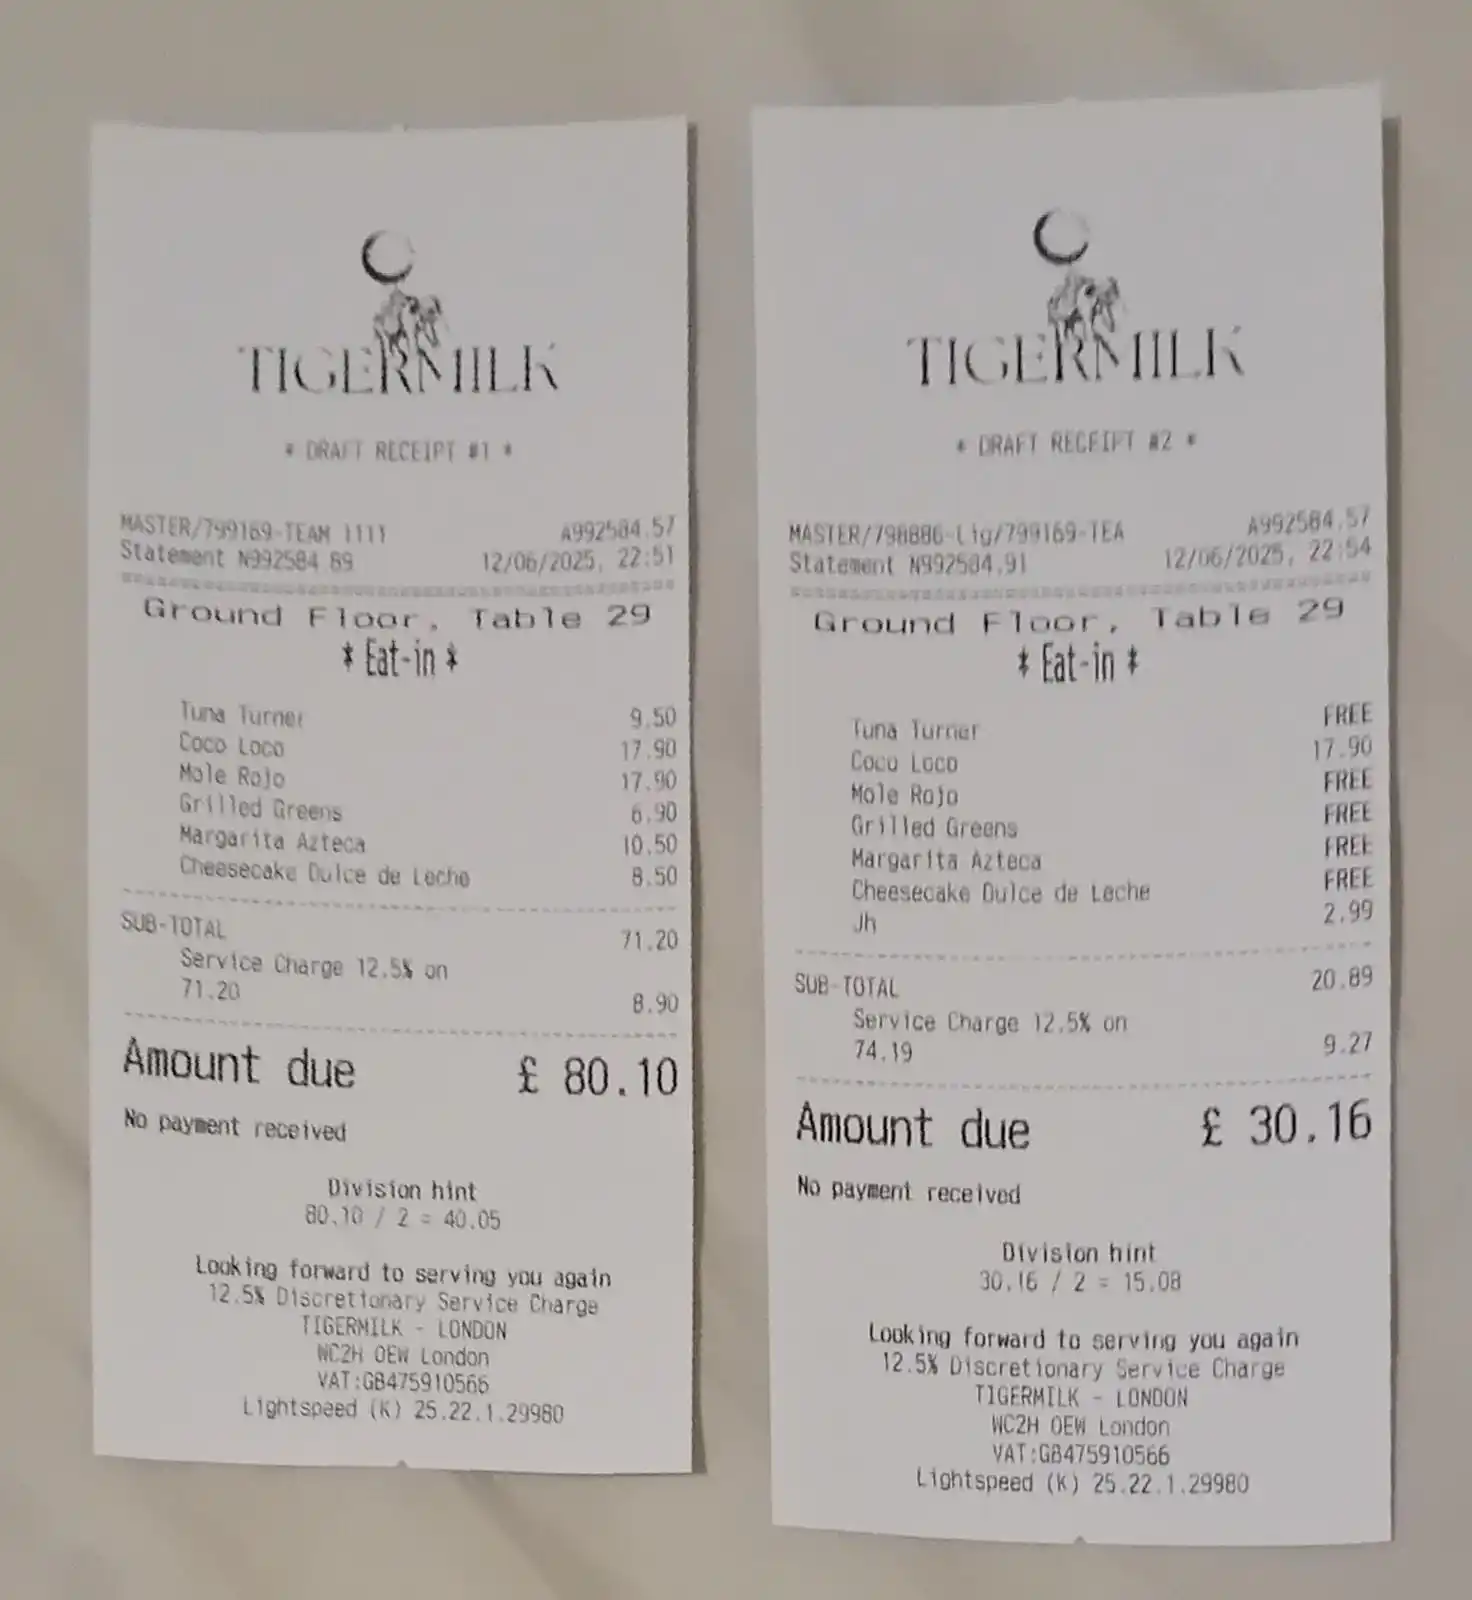 TIGERMILK
* DRAFT RECEIPT #1 *
MASTER/799169-TEAM 1111 A992584.57
Statement N992584 89 12/06/2025, 22:51
Ground Floor, Table 29
* Eat-in *
Tuna Turner 9.50
Coco Loco 17.90
Mole Rojo 17.90
Grilled Greens 6.90
Margarita Azteca 10.50
Cheesecake Dulce de Leche 8.50
SUB-TOTAL 71.20
Service Charge 12.5% on
71.20 8.90
Amount due £ 80.10
No payment received
Division hint
80.10 / 2 = 40.05
Looking forward to serving you again
12.5% Discretionary Service Charge
TIGERMILK - LONDON
WC2H 0EW London
VAT:GB475910566
Lightspeed (K) 25.22.1.29980
TIGERMILK
* DRAFT RECEIPT #2 *
MASTER/798886-Lig/799169-TEA A992584.57
Statement N992584.91 12/06/2025, 22:54
Ground Floor, Table 29
* Eat-in *
Tuna Turner FREE
Coco Loco 17.90
Mole Rojo FREE
Grilled Greens FREE
Margarita Azteca FREE
Cheesecake Dulce de Leche FREE
Jh 2.99
SUB-TOTAL 20.89
Service Charge 12.5% on
74.19 9.27
Amount due £ 30.16
No payment received
Division hint
30.16 / 2 = 15.08
Looking forward to serving you again
12.5% Discretionary Service Charge
TIGERMILK - LONDON
WC2H 0EW London
VAT:GB475910566
Lightspeed (K) 25.22.1.29980